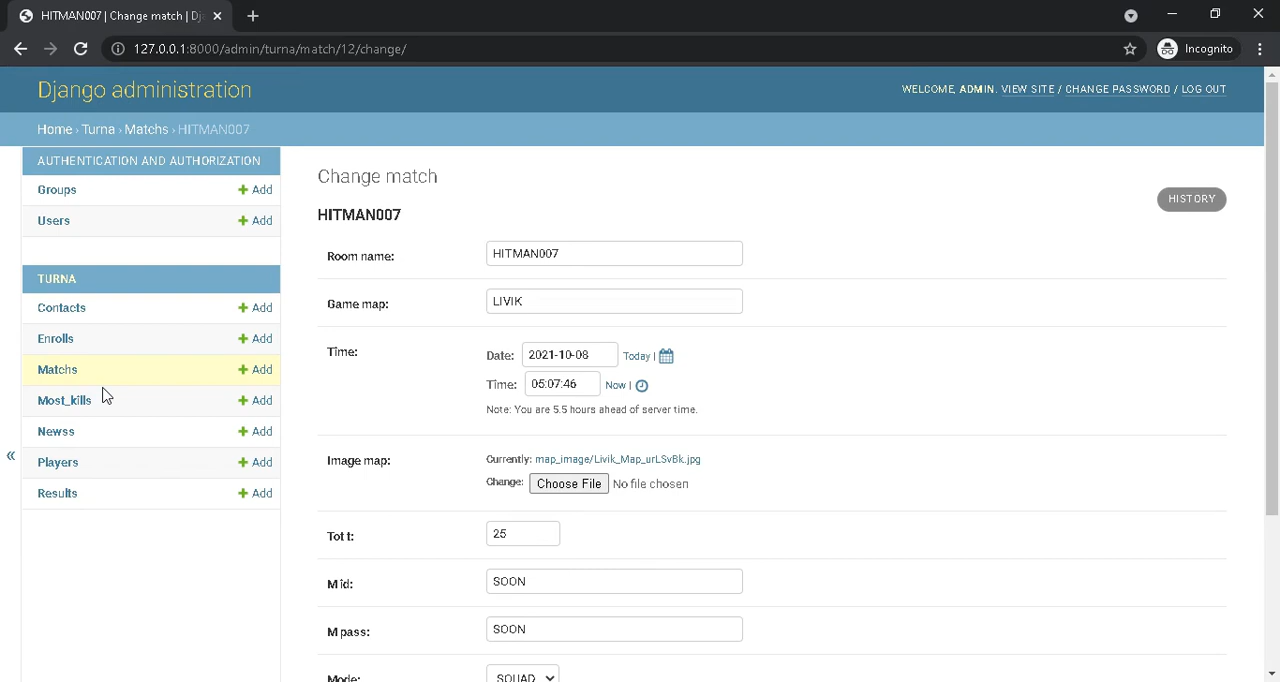 HITMAN007 | Change match | Dj
127.0.0.1:8000/admin/turna/match/12/change/
Incognito
Django administration
WELCOME, ADMIN. VIEW SITE / CHANGE PASSWORD / LOG OUT
Home › Turna › Matchs › HITMAN007
AUTHENTICATION AND AUTHORIZATION
Groups + Add
Users + Add
TURNA
Contacts + Add
Enrolls + Add
Matchs + Add
Most_kills + Add
Newss + Add
Players + Add
Results + Add
«
Change match
HISTORY
HITMAN007
Room name: HITMAN007
Game map: LIVIK
Time:
Date: 2021-10-08 Today |
Time: 05:07:46 Now |
Note: You are 5.5 hours ahead of server time.
Image map:
Currently: map_image/Livik_Map_urLSvBk.jpg
Change: Choose File No file chosen
Tot t: 25
M id: SOON
M pass: SOON
Mode: SQUAD